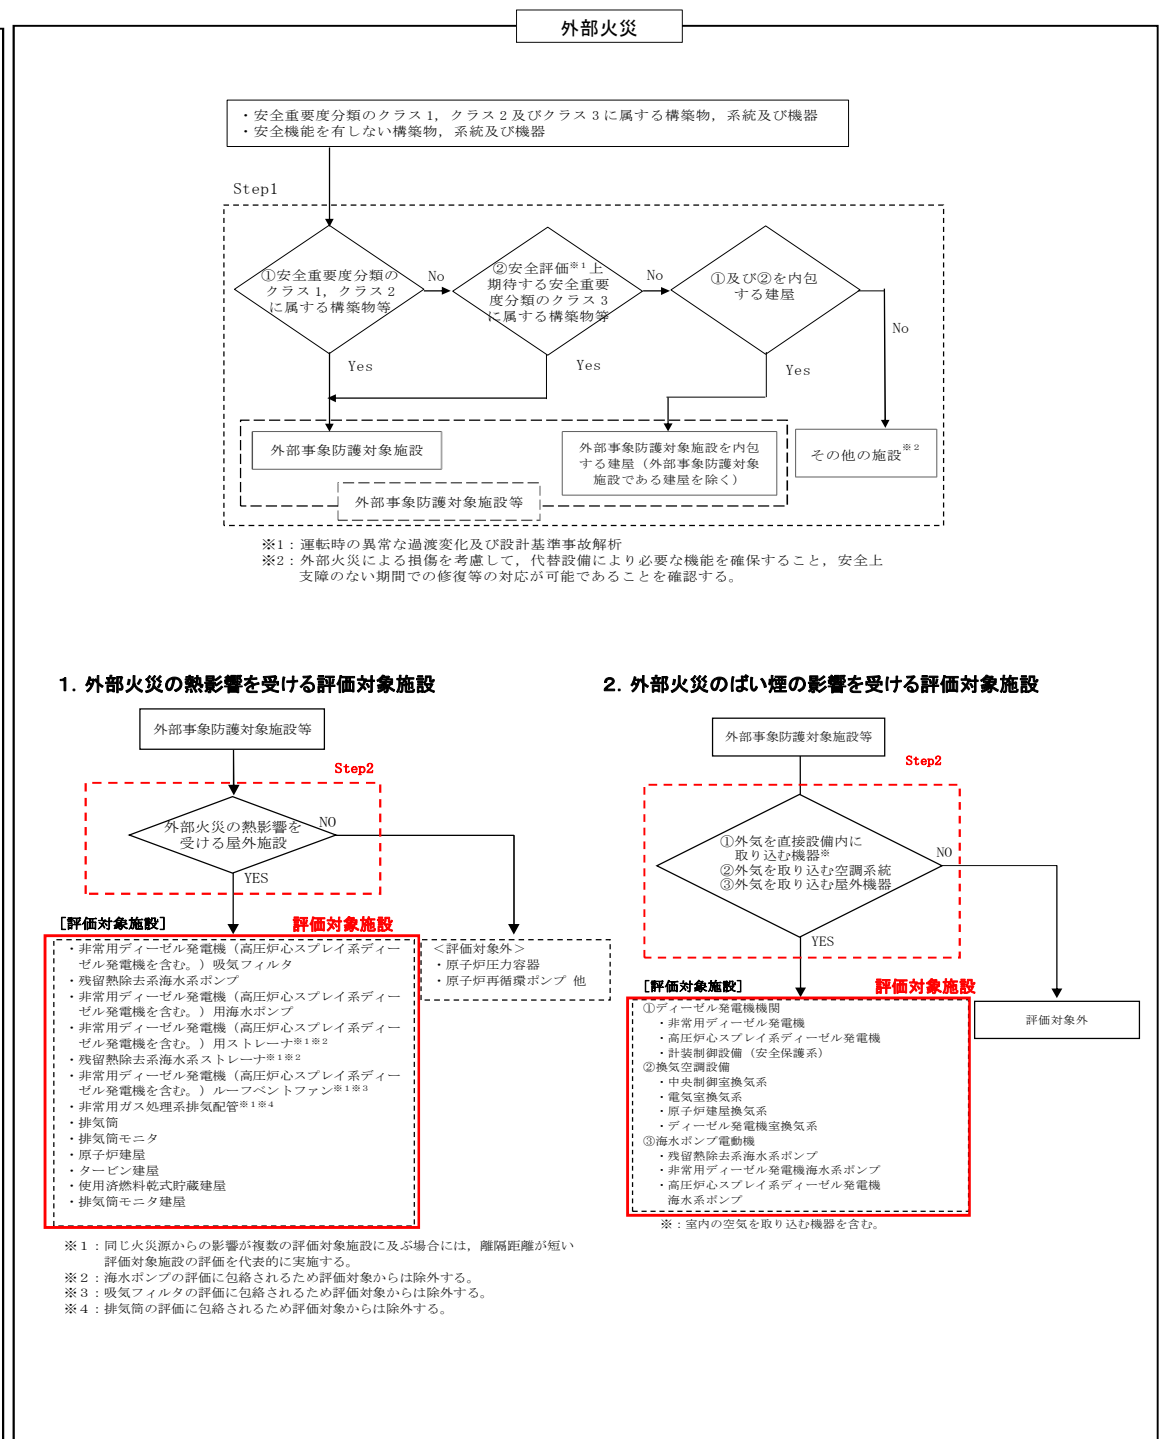 外部火災
・安全重要度分類のクラス1，クラス2及びクラス3に属する構築物，系統及び機器
・安全機能を有しない構築物，系統及び機器
Step1
①安全重要度分類の
クラス1，クラス2
に属する構築物等
No
②安全評価※1上
期待する安全重要
度分類のクラス3
に属する構築物等
No
①及び②を内包
する建屋
No
Yes
Yes
Yes
外部事象防護対象施設
外部事象防護対象施設を内包
する建屋（外部事象防護対象
施設である建屋を除く）
その他の施設※2
外部事象防護対象施設等
※1：運転時の異常な過渡変化及び設計基準事故解析
※2：外部火災による損傷を考慮して，代替設備により必要な機能を確保すること，安全上
支障のない期間での修復等の対応が可能であることを確認する。
1．外部火災の熱影響を受ける評価対象施設
外部事象防護対象施設等
Step2
外部火災の熱影響を
受ける屋外施設
NO
YES
［評価対象施設］
評価対象施設
・非常用ディーゼル発電機（高圧炉心スプレイ系ディー
ゼル発電機を含む。）吸気フィルタ
・残留熱除去系海水系ポンプ
・非常用ディーゼル発電機（高圧炉心スプレイ系ディー
ゼル発電機を含む。）用海水ポンプ
・非常用ディーゼル発電機（高圧炉心スプレイ系ディー
ゼル発電機を含む。）用ストレーナ※1※2
・残留熱除去系海水系ストレーナ※1※2
・非常用ディーゼル発電機（高圧炉心スプレイ系ディー
ゼル発電機を含む。）ルーフベントファン※1※3
・非常用ガス処理系排気配管※1※4
・排気筒
・排気筒モニタ
・原子炉建屋
・タービン建屋
・使用済燃料乾式貯蔵建屋
・排気筒モニタ建屋
＜評価対象外＞
・原子炉圧力容器
・原子炉再循環ポンプ 他
※1：同じ火災源からの影響が複数の評価対象施設に及ぶ場合には，離隔距離が短い
評価対象施設の評価を代表的に実施する。
※2：海水ポンプの評価に包絡されるため評価対象からは除外する。
※3：吸気フィルタの評価に包絡されるため評価対象からは除外する。
※4：排気筒の評価に包絡されるため評価対象からは除外する。
2．外部火災のばい煙の影響を受ける評価対象施設
外部事象防護対象施設等
Step2
①外気を直接設備内に
取り込む機器※
②外気を取り込む空調系統
③外気を取り込む屋外機器
NO
YES
［評価対象施設］
評価対象施設
①ディーゼル発電機機関
・非常用ディーゼル発電機
・高圧炉心スプレイ系ディーゼル発電機
・計装制御設備（安全保護系）
②換気空調設備
・中央制御室換気系
・電気室換気系
・原子炉建屋換気系
・ディーゼル発電機室換気系
③海水ポンプ電動機
・残留熱除去系海水系ポンプ
・非常用ディーゼル発電機海水系ポンプ
・高圧炉心スプレイ系ディーゼル発電機
海水系ポンプ
評価対象外
※：室内の空気を取り込む機器を含む。